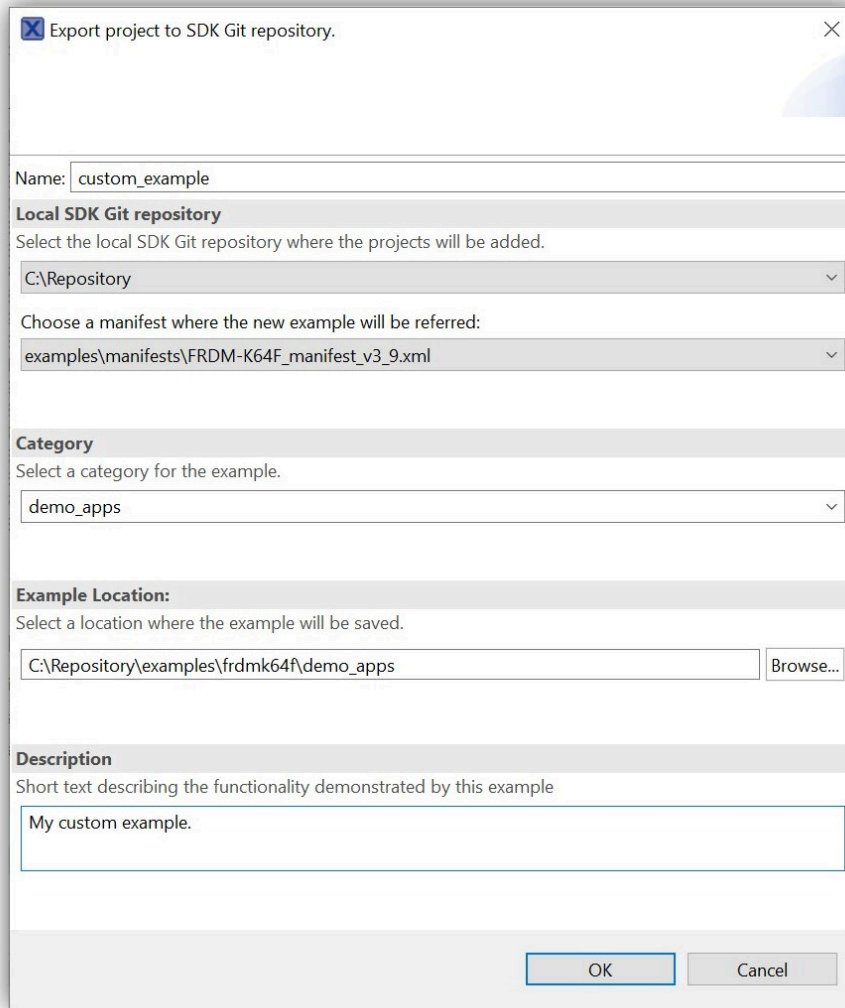 Export project to SDK Git repository.
Name: custom_example
Local SDK Git repository
Select the local SDK Git repository where the projects will be added.
C:\Repository
Choose a manifest where the new example will be referred:
examples\manifests\FRDM-K64F_manifest_v3_9.xml
Category
Select a category for the example.
demo_apps
Example Location:
Select a location where the example will be saved.
C:\Repository\examples\frdmk64f\demo_apps Browse...
Description
Short text describing the functionality demonstrated by this example
My custom example.
OK Cancel